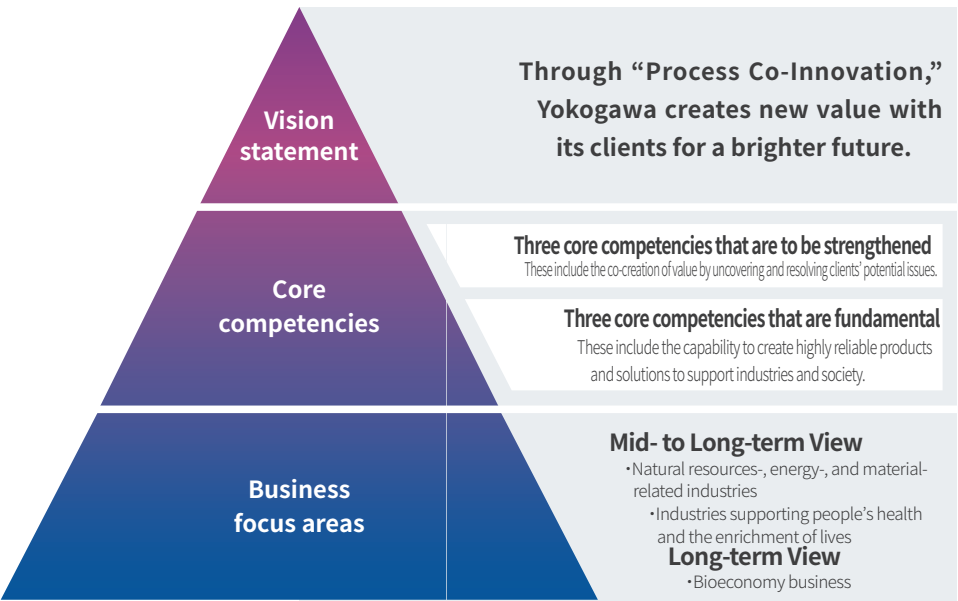 Vision
statement
Through “Process Co-Innovation,”
Yokogawa creates new value with
its clients for a brighter future.
Core
competencies
Three core competencies that are to be strengthened
These include the co-creation of value by uncovering and resolving clients’ potential issues.
Three core competencies that are fundamental
These include the capability to create highly reliable products
and solutions to support industries and society.
Business
focus areas
Mid- to Long-term View
・Natural resources-, energy-, and material-
related industries
・Industries supporting people’s health
and the enrichment of lives
Long-term View
・Bioeconomy business